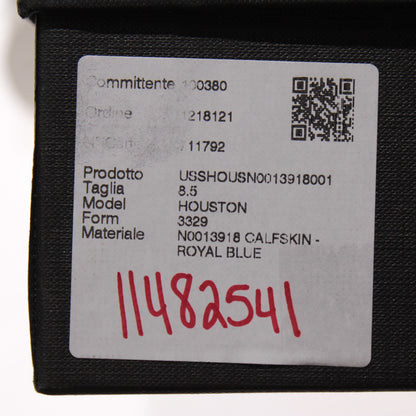 Committente 100380
Ordine 1218121
N° Cart. 711792
Prodotto USSHOUSN0013918001
Taglia 8.5
Model HOUSTON
Form 3329
Materiale N0013918 CALFSKIN -
ROYAL BLUE
11482541